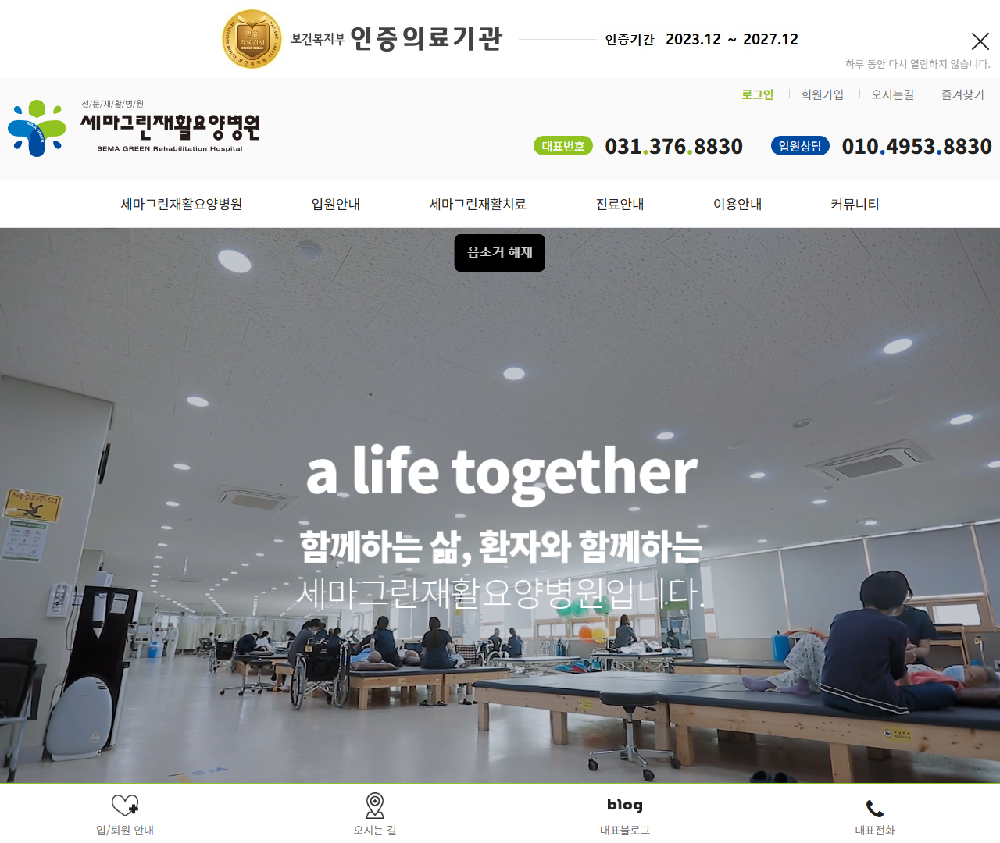 인증
의료기관
보건복지부 인증의료기관
인증기간 2023.12 ~ 2027.12
하루 동안 다시 열람하지 않습니다.
로그인 회원가입 오시는길 즐겨찾기
전/문/재/활/병/원
세마그린재활요양병원
SEMA GREEN
SEMA GREEN Rehabilitation Hospital
대표번호 031.376.8830 입원상담 010.4953.8830
세마그린재활요양병원 입원안내 세마그린재활치료 진료안내 이용안내 커뮤니티
음소거 해제
a life together
낙상주의
함께하는 삶, 환자와 함께하는
세마그린재활요양병원입니다.
blog
입/퇴원 안내 오시는 길 대표블로그 대표전화